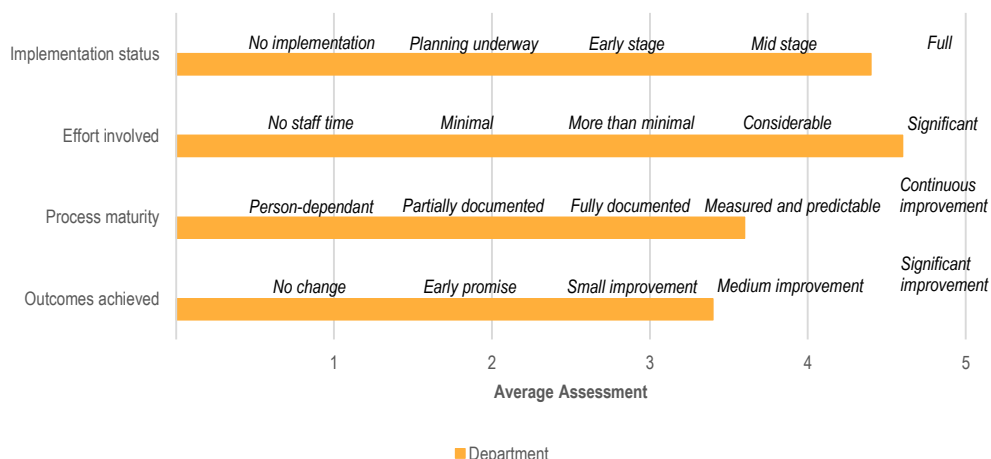 No implementation Planning underway Early stage Mid stage Full
Implementation status
No staff time Minimal More than minimal Considerable Significant
Effort involved
Continuous
improvement
Person-dependant Partially documented Fully documented Measured and predictable
Process maturity
Significant
improvement
No change Early promise Small improvement Medium improvement
Outcomes achieved
1 2 3 4 5
Average Assessment
Department